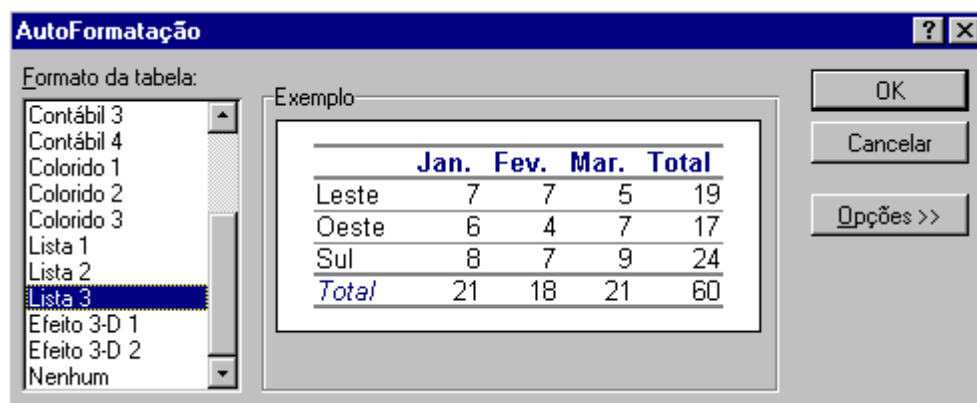 AutoFormatação
Formato da tabela:
Contábil 3
Contábil 4
Colorido 1
Colorido 2
Colorido 3
Lista 1
Lista 2
Lista 3
Efeito 3-D 1
Efeito 3-D 2
Nenhum
Exemplo
Jan. Fev. Mar. Total
Leste 7 7 5 19
Oeste 6 4 7 17
Sul 8 7 9 24
Total 21 18 21 60
OK
Cancelar
Opções >>